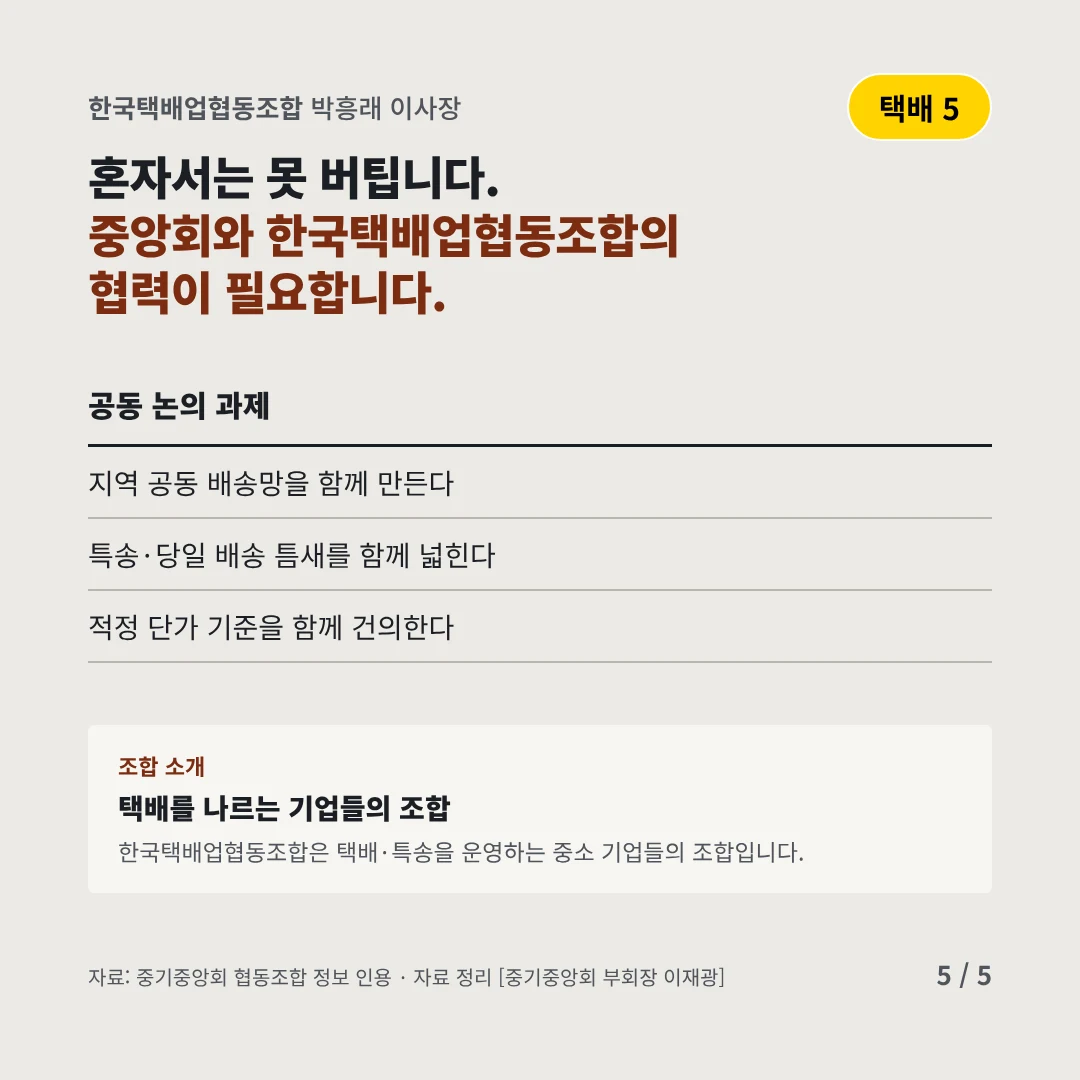 한국택배업협동조합 박흥래 이사장
택배 5
혼자서는 못 버팁니다.
중앙회와 한국택배업협동조합의
협력이 필요합니다.
공동 논의 과제
지역 공동 배송망을 함께 만든다
특송·당일 배송 틈새를 함께 넓힌다
적정 단가 기준을 함께 건의한다
조합 소개
택배를 나르는 기업들의 조합
한국택배업협동조합은 택배·특송을 운영하는 중소 기업들의 조합입니다.
자료: 중기중앙회 협동조합 정보 인용 · 자료 정리 [중기중앙회 부회장 이재광]
5 / 5